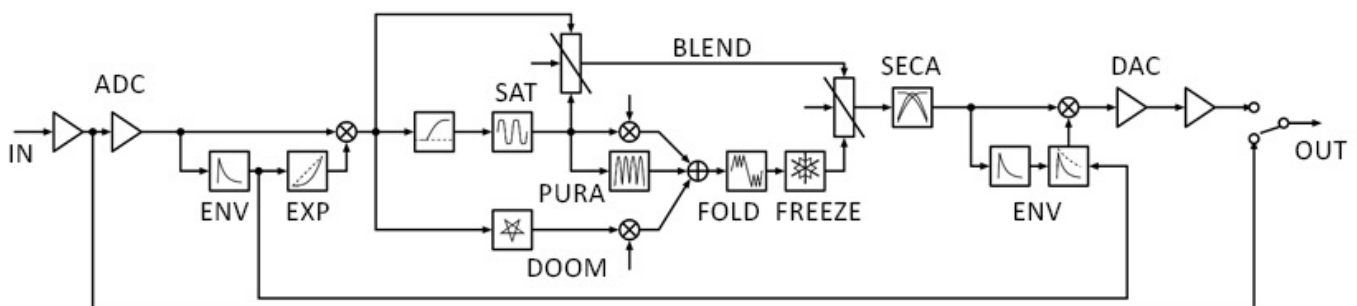 IN
ADC
ENV
EXP
SAT
PURA
DOOM
BLEND
FOLD
FREEZE
SECA
ENV
DAC
OUT